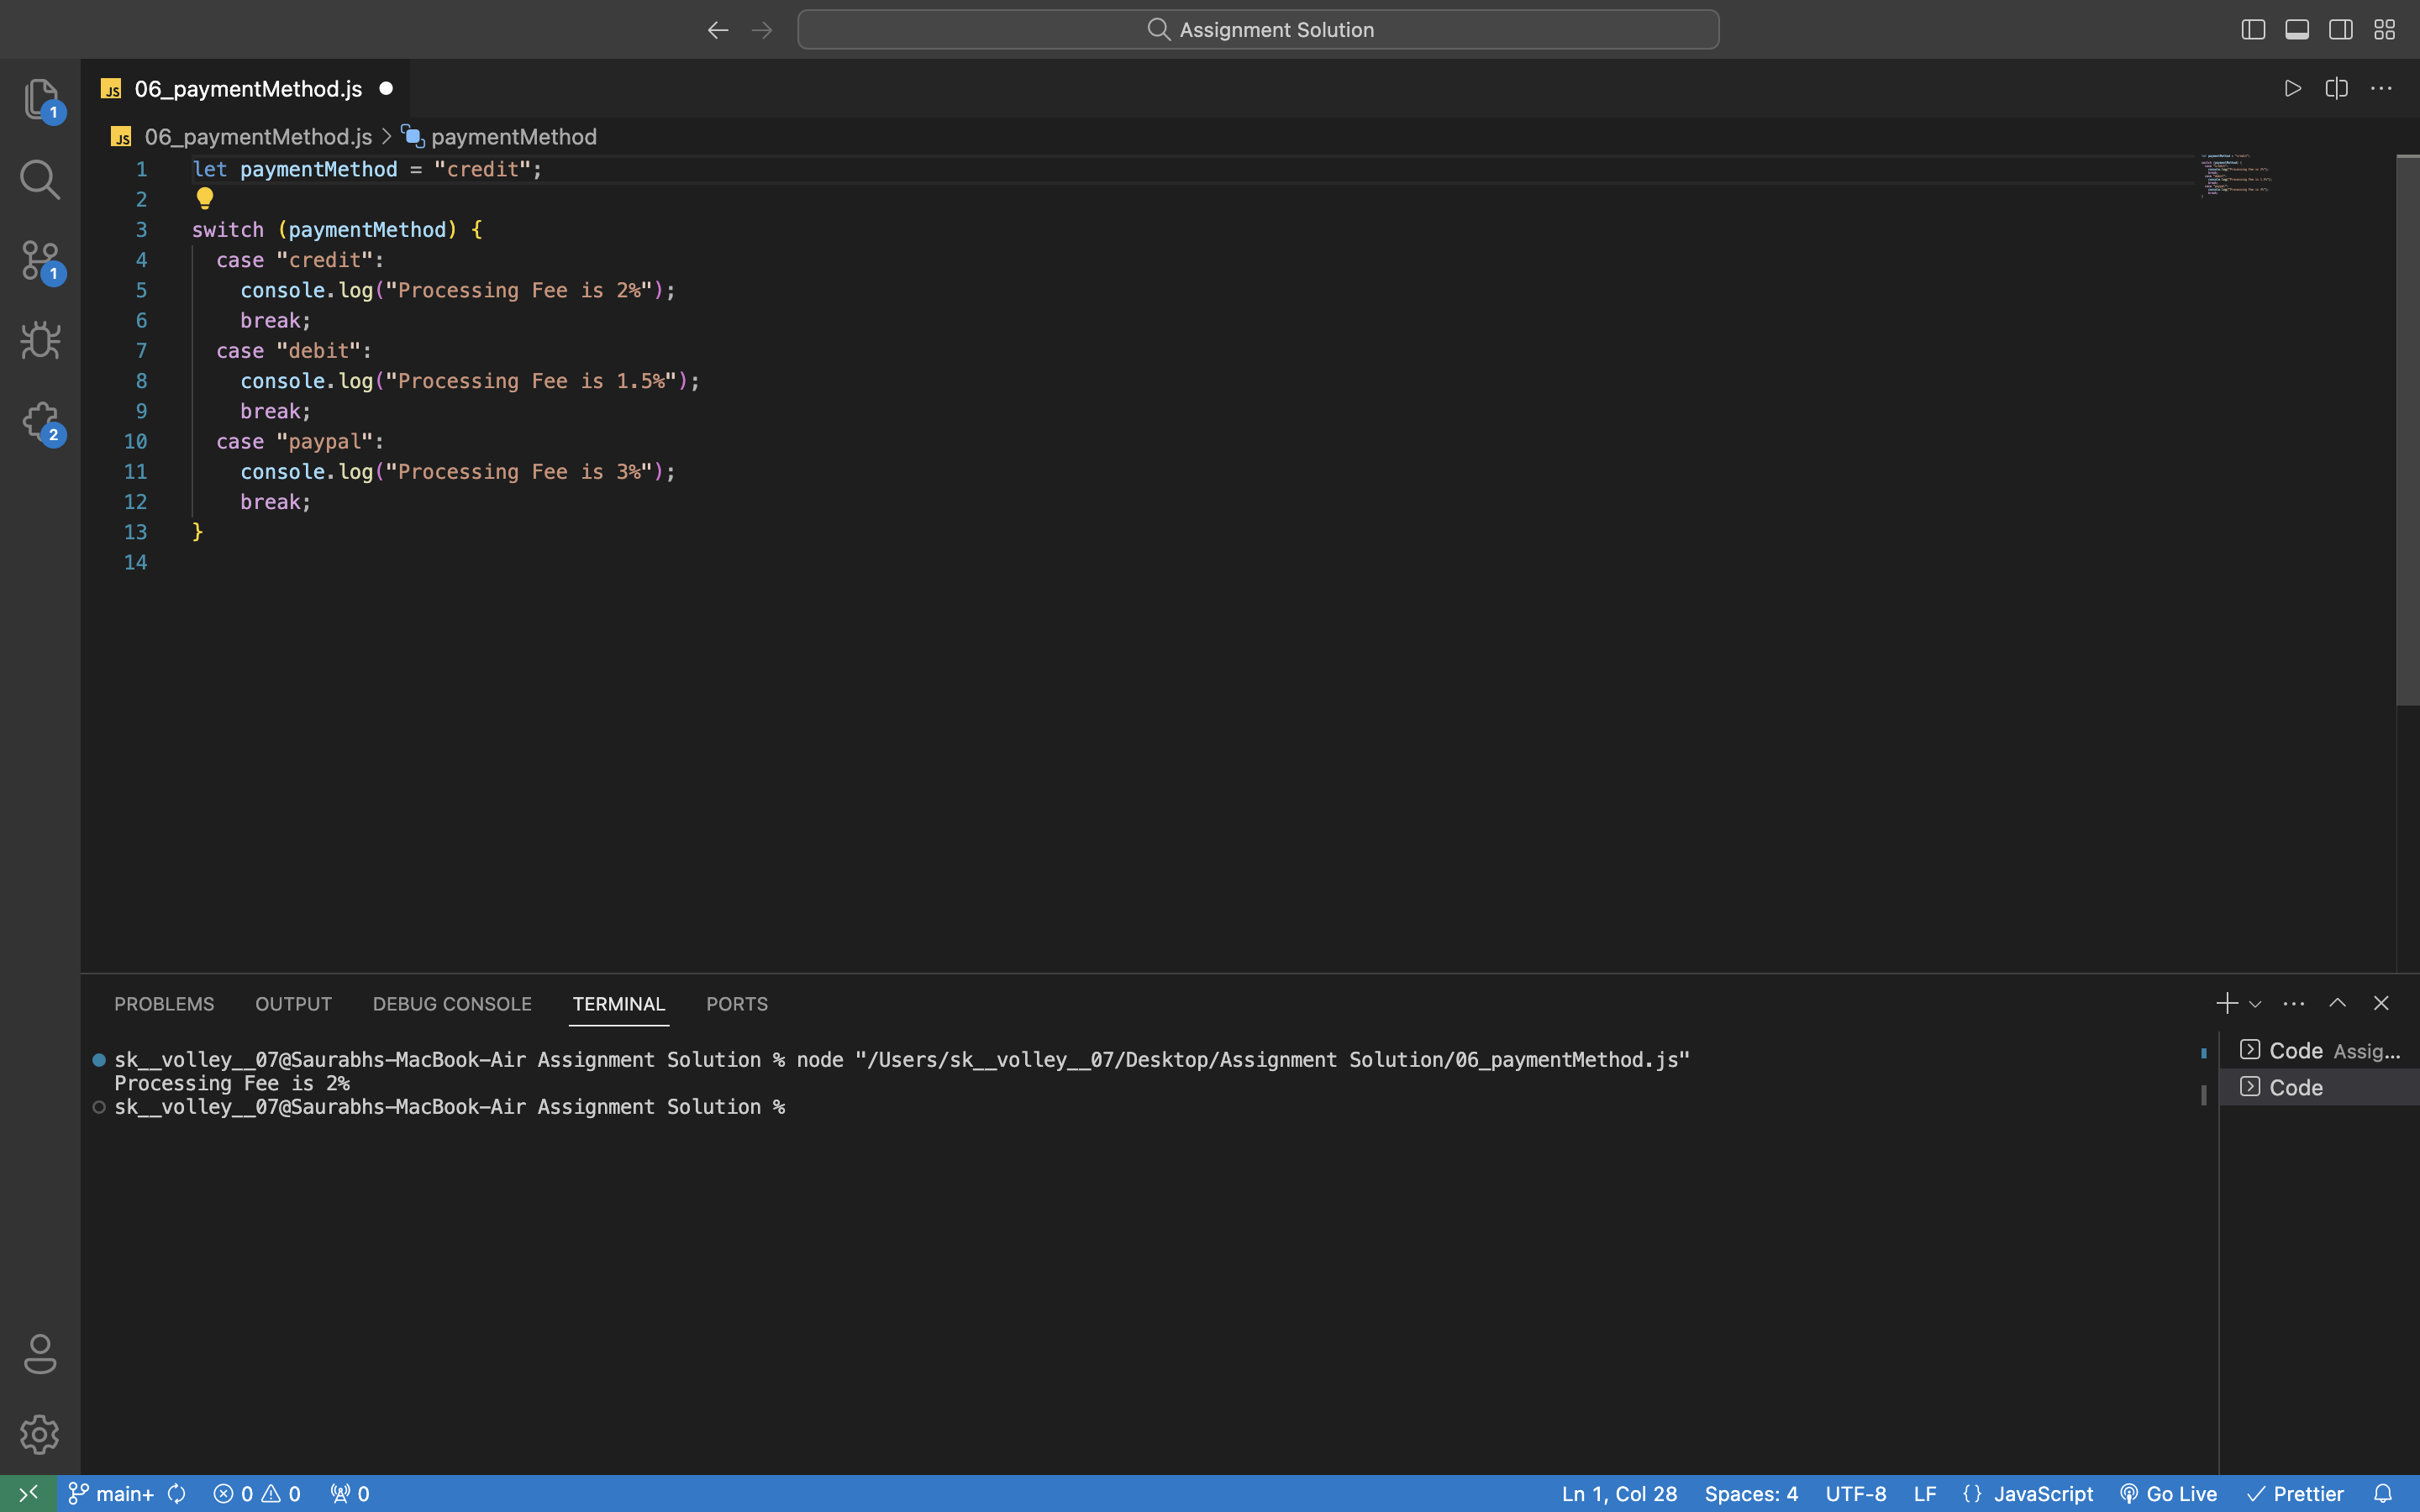 Assignment Solution
JS 06_paymentMethod.js
JS 06_paymentMethod.js > paymentMethod
1 let paymentMethod = "credit";
2
3 switch (paymentMethod) {
4 case "credit":
5 console.log("Processing Fee is 2%");
6 break;
7 case "debit":
8 console.log("Processing Fee is 1.5%");
9 break;
10 case "paypal":
11 console.log("Processing Fee is 3%");
12 break;
13 }
14
1
1
2
PROBLEMS OUTPUT DEBUG CONSOLE TERMINAL PORTS
sk__volley__07@Saurabhs-MacBook-Air Assignment Solution % node "/Users/sk__volley__07/Desktop/Assignment Solution/06_paymentMethod.js"
Processing Fee is 2%
sk__volley__07@Saurabhs-MacBook-Air Assignment Solution %
Code Assig...
Code
main+ 0 0 0 Ln 1, Col 28 Spaces: 4 UTF-8 LF {} JavaScript Go Live Prettier